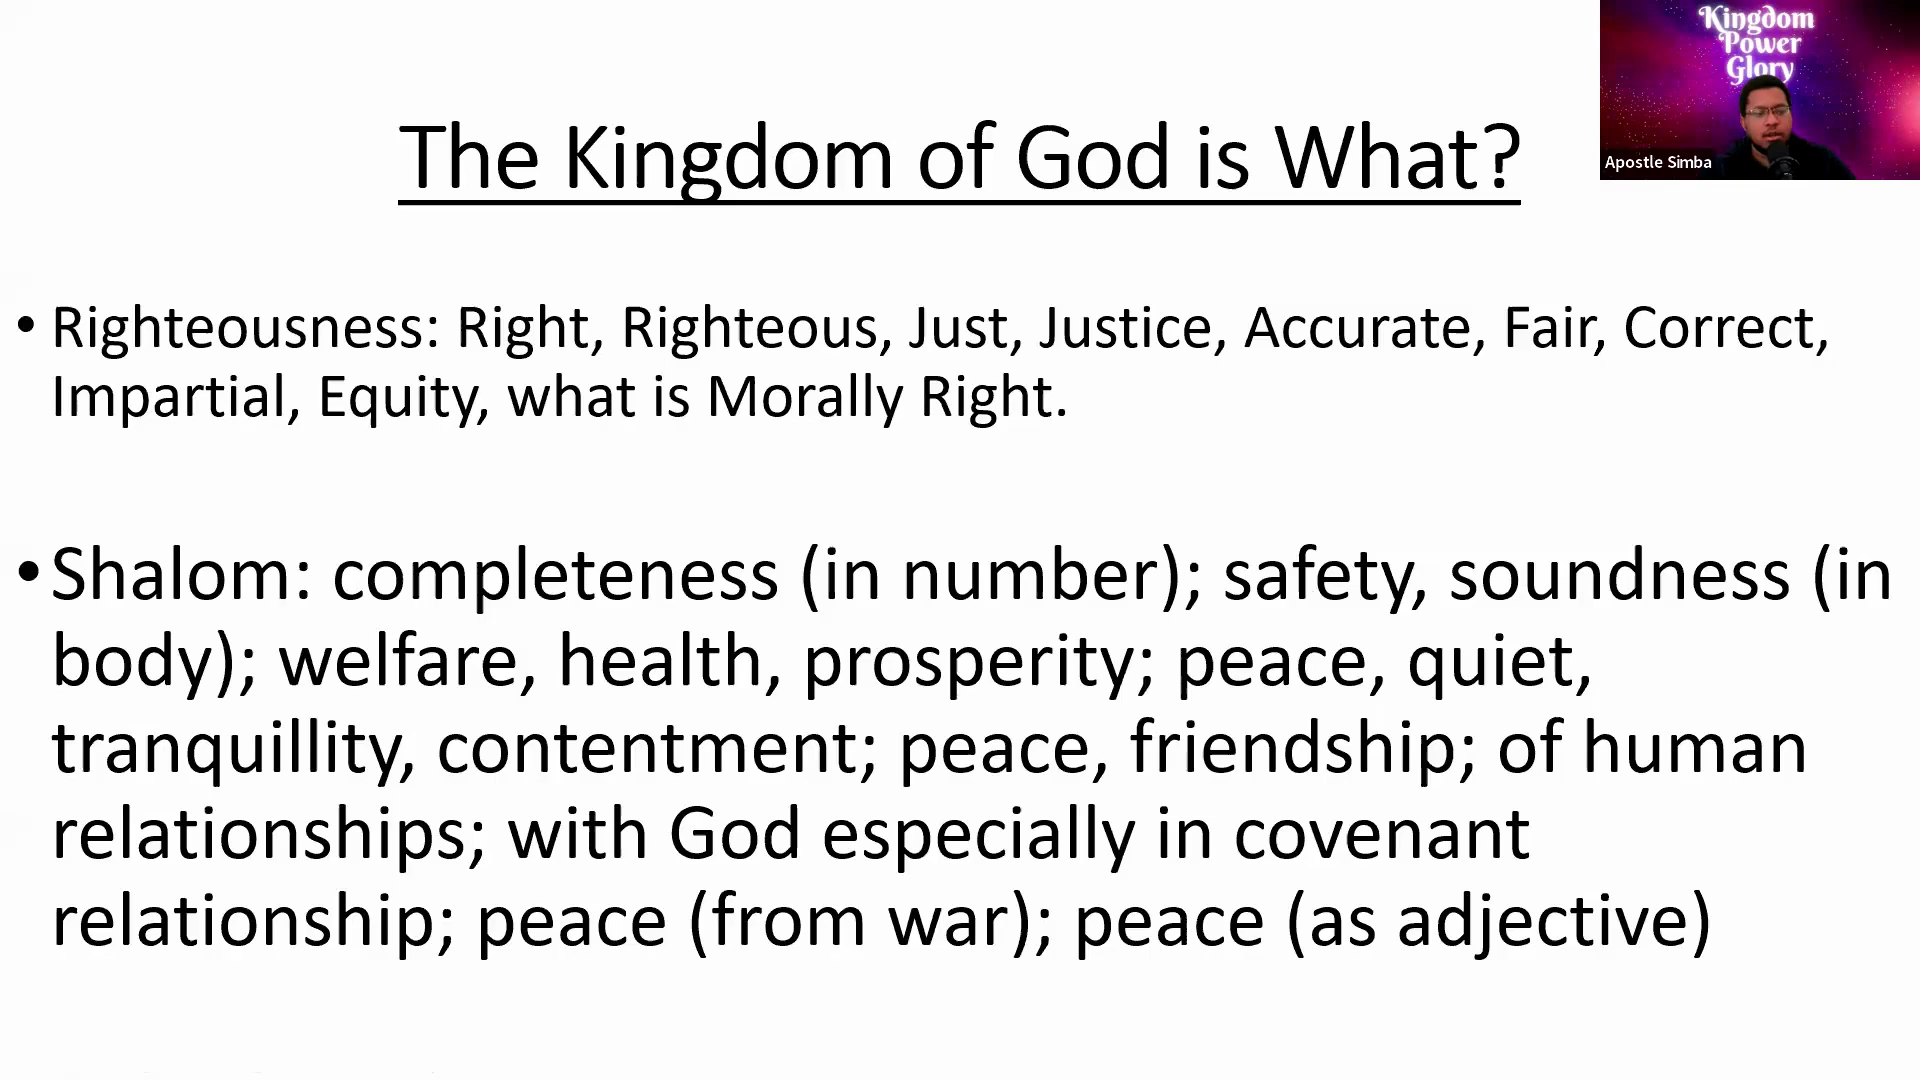 Kingdom
Power
Glory
Apostle Simba
The Kingdom of God is What?
• Righteousness: Right, Righteous, Just, Justice, Accurate, Fair, Correct,
Impartial, Equity, what is Morally Right.
• Shalom: completeness (in number); safety, soundness (in
body); welfare, health, prosperity; peace, quiet,
tranquillity, contentment; peace, friendship; of human
relationships; with God especially in covenant
relationship; peace (from war); peace (as adjective)